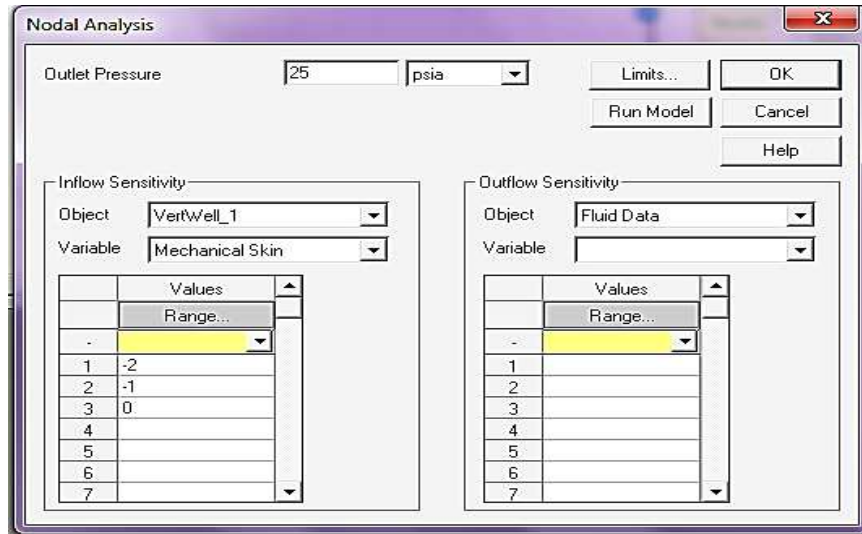 Nodal Analysis
Outlet Pressure 25 psia Limits... OK
Run Model Cancel
Help
Inflow Sensitivity
Object VertWell_1
Variable Mechanical Skin
Values
Range...
-
1 -2
2 -1
3 0
4
5
6
7
Outflow Sensitivity
Object Fluid Data
Variable
Values
Range...
-
1
2
3
4
5
6
7